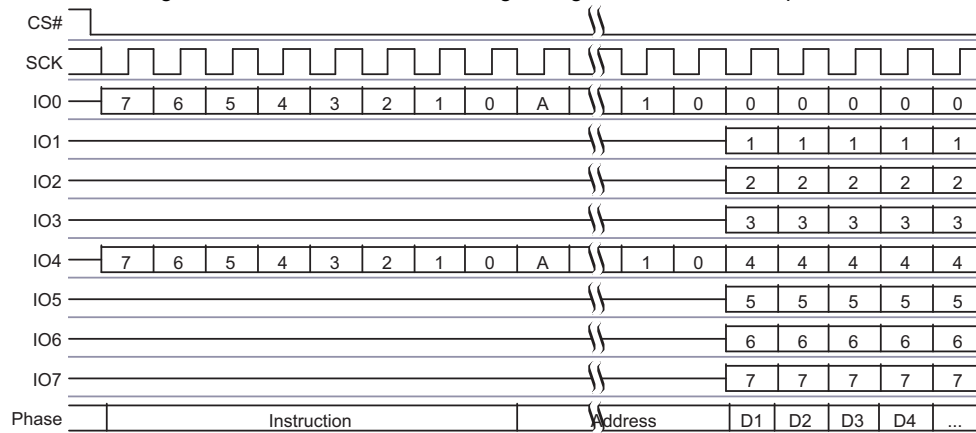 CS#
SCK
IO0 7 6 5 4 3 2 1 0 A 1 0 0 0 0 0 0
IO1 1 1 1 1 1
IO2 2 2 2 2 2
IO3 3 3 3 3 3
IO4 7 6 5 4 3 2 1 0 A 1 0 4 4 4 4 4
IO5 5 5 5 5 5
IO6 6 6 6 6 6
IO7 7 7 7 7 7
Phase Instruction Address D1 D2 D3 D4 ...